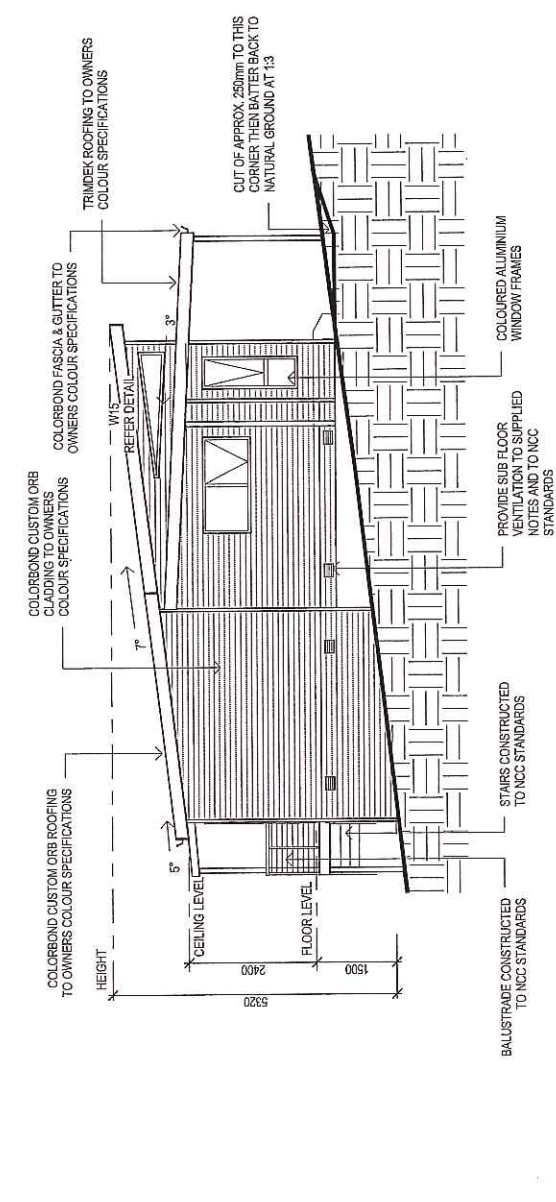 COLORBOND CUSTOM ORB ROOFING
TO OWNERS COLOUR SPECIFICATIONS
COLORBOND CUSTOM ORB
CLADDING TO OWNERS
COLOUR SPECIFICATIONS
COLORBOND FASCIA & GUTTER TO
OWNERS COLOUR SPECIFICATIONS
TRIMDEK ROOFING TO OWNERS
COLOUR SPECIFICATIONS
CUT OF APPROX. 250mm TO THIS
CORNER THEN BATTER BACK TO
NATURAL GROUND AT 1:3
HEIGHT
5°
7°
W15
REFER DETAIL
3°
CEILING LEVEL
FLOOR LEVEL
5320
2400
1500
BALUSTRADE CONSTRUCTED
TO NCC STANDARDS
STAIRS CONSTRUCTED
TO NCC STANDARDS
PROVIDE SUB FLOOR
VENTILATION TO SUPPLIED
NOTES AND TO NCC
STANDARDS
COLOURED ALUMINIUM
WINDOW FRAMES